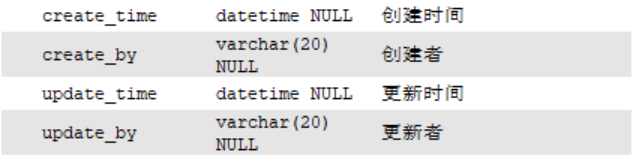 create_time datetime NULL 创建时间
create_by varchar(20) NULL 创建者
update_time datetime NULL 更新时间
update_by varchar(20) NULL 更新者